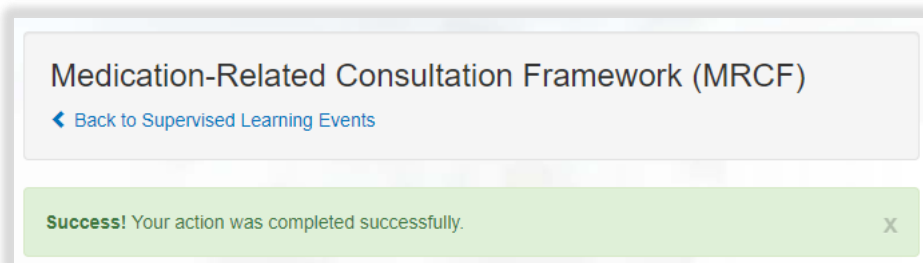 Medication-Related Consultation Framework (MRCF)
Back to Supervised Learning Events
Success! Your action was completed successfully.
x